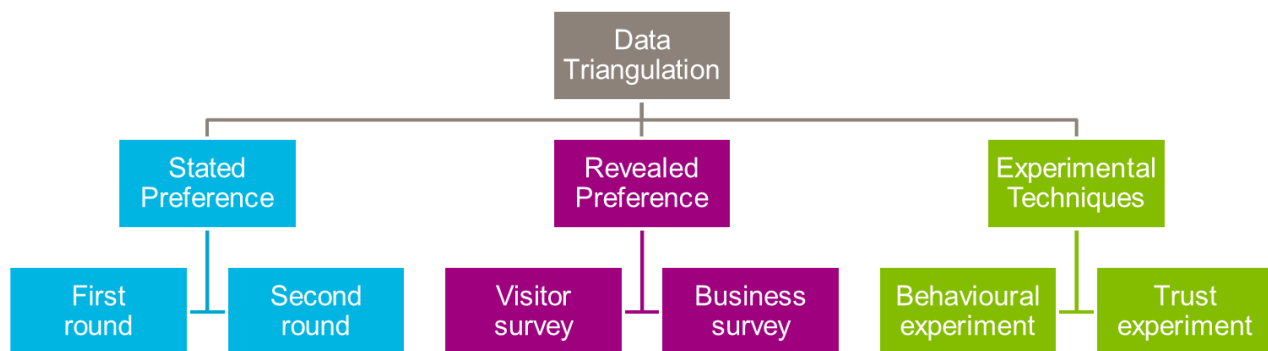 Data
Triangulation
Stated
Preference
Revealed
Preference
Experimental
Techniques
First
round
Second
round
Visitor
survey
Business
survey
Behavioural
experiment
Trust
experiment